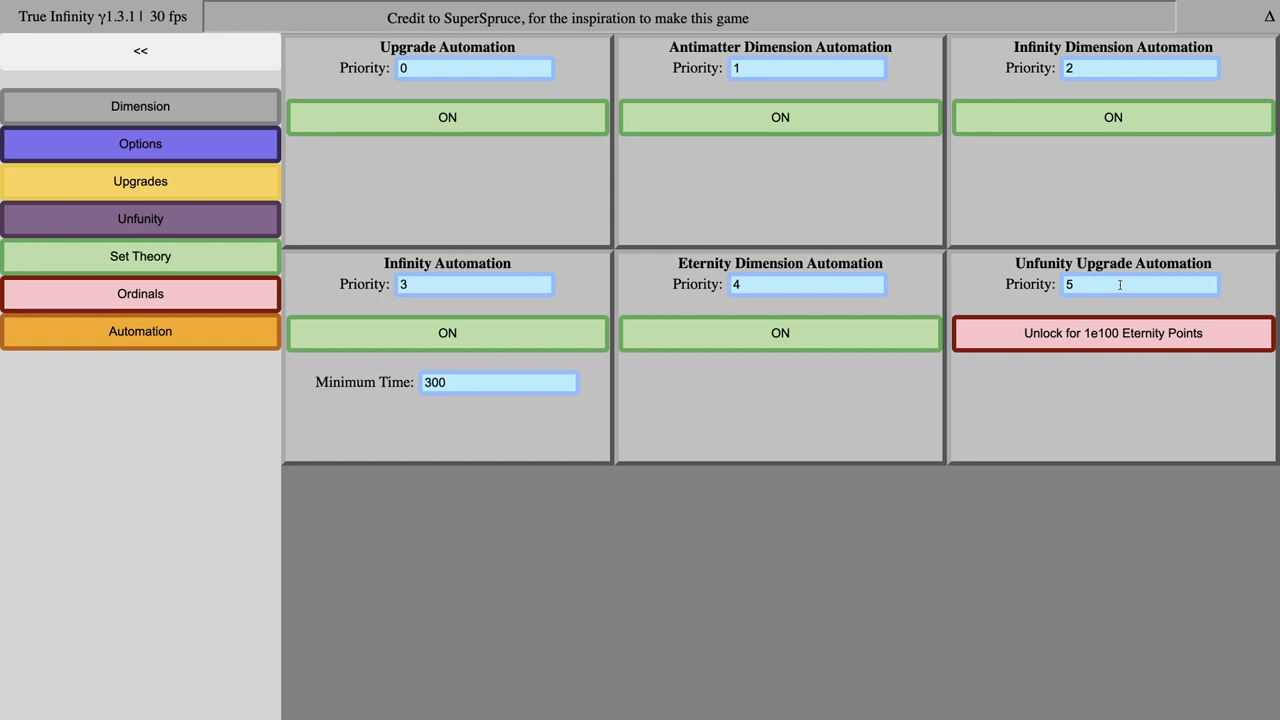 True Infinity γ1.3.1 | 30 fps
Credit to SuperSpruce, for the inspiration to make this game
Δ
<<
Dimension
Options
Upgrades
Unfunity
Set Theory
Ordinals
Automation
Upgrade Automation
Priority: 0
ON
Antimatter Dimension Automation
Priority: 1
ON
Infinity Dimension Automation
Priority: 2
ON
Infinity Automation
Priority: 3
ON
Minimum Time: 300
Eternity Dimension Automation
Priority: 4
ON
Unfunity Upgrade Automation
Priority: 5
Unlock for 1e100 Eternity Points